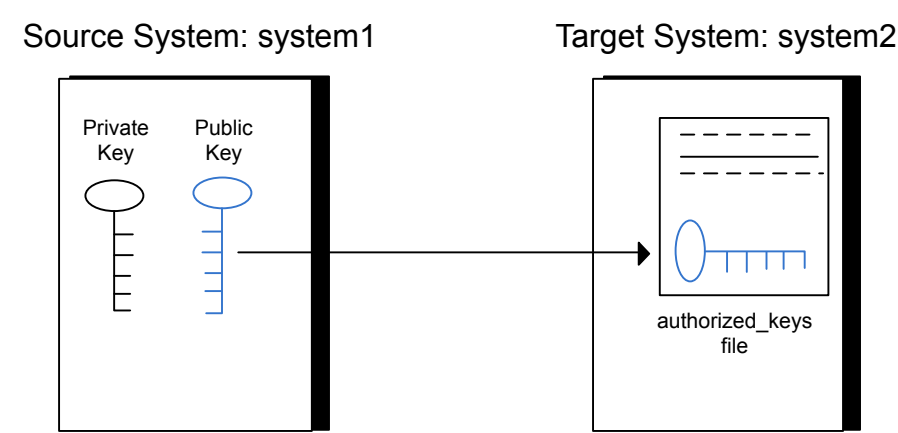 Source System: system1
Target System: system2
Private
Key
Public
Key
authorized_keys
file